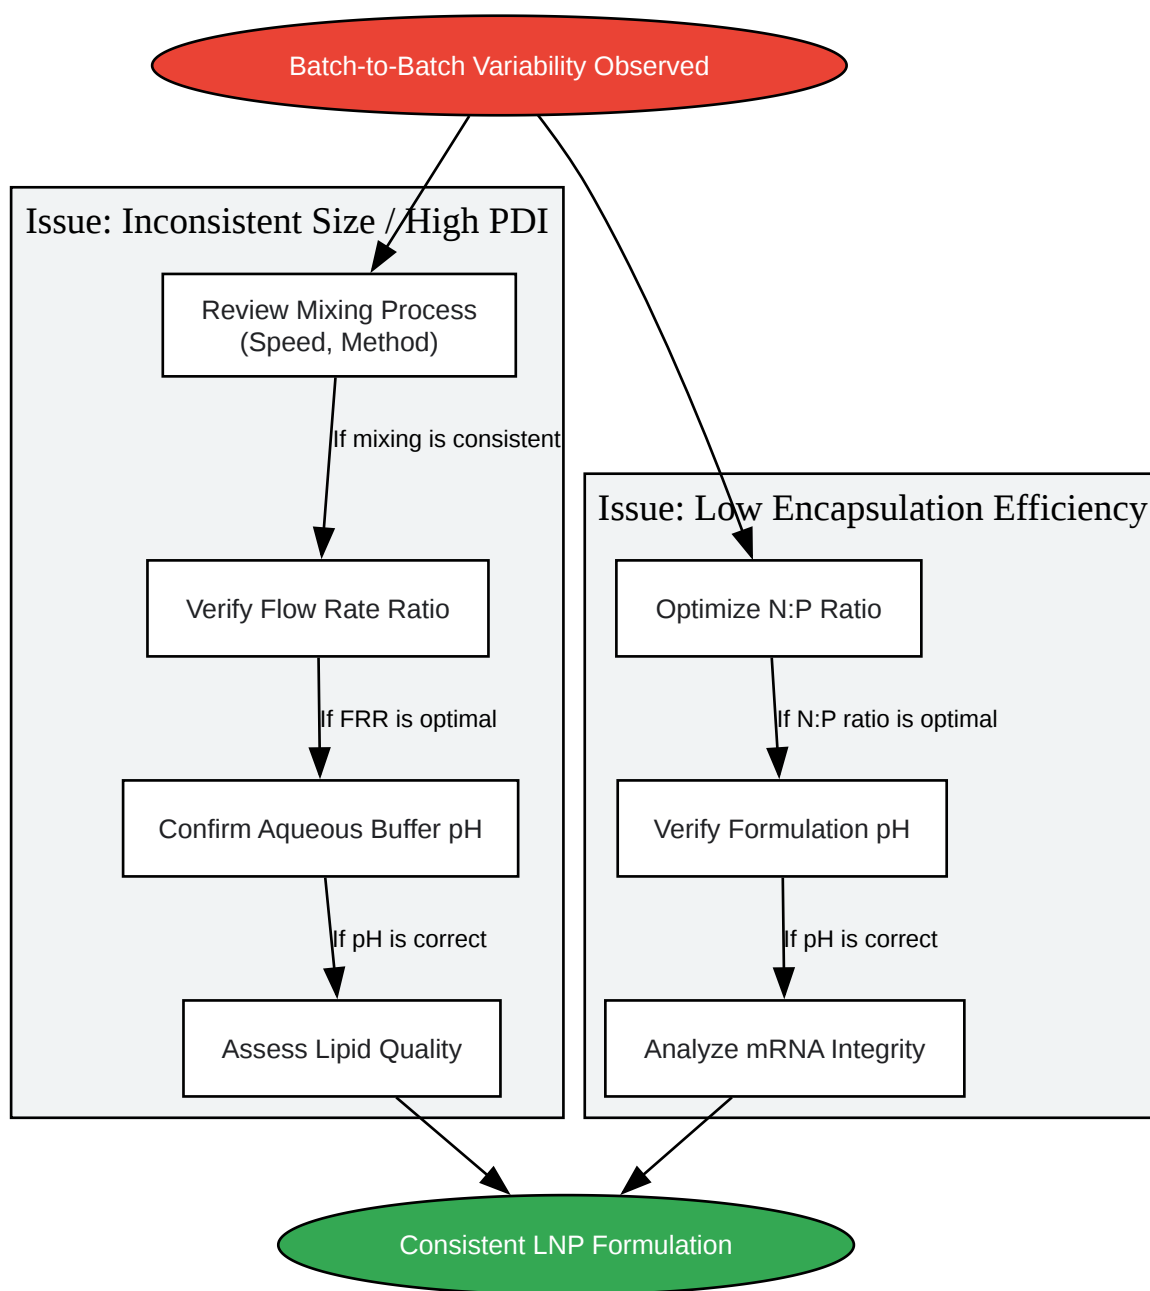 Batch-to-Batch Variability Observed
Issue: Inconsistent Size / High PDI
Review Mixing Process
(Speed, Method)
If mixing is consistent
Verify Flow Rate Ratio
If FRR is optimal
Confirm Aqueous Buffer pH
If pH is correct
Assess Lipid Quality
Issue: Low Encapsulation Efficiency
Optimize N:P Ratio
If N:P ratio is optimal
Verify Formulation pH
If pH is correct
Analyze mRNA Integrity
Consistent LNP Formulation